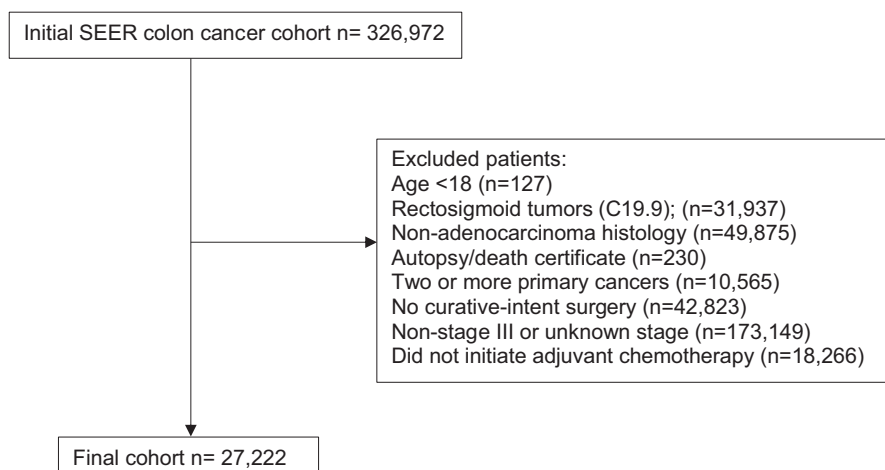 Initial SEER colon cancer cohort n= 326,972
Excluded patients:
Age <18 (n=127)
Rectosigmoid tumors (C19.9); (n=31,937)
Non-adenocarcinoma histology (n=49,875)
Autopsy/death certificate (n=230)
Two or more primary cancers (n=10,565)
No curative-intent surgery (n=42,823)
Non-stage III or unknown stage (n=173,149)
Did not initiate adjuvant chemotherapy (n=18,266)
Final cohort n= 27,222